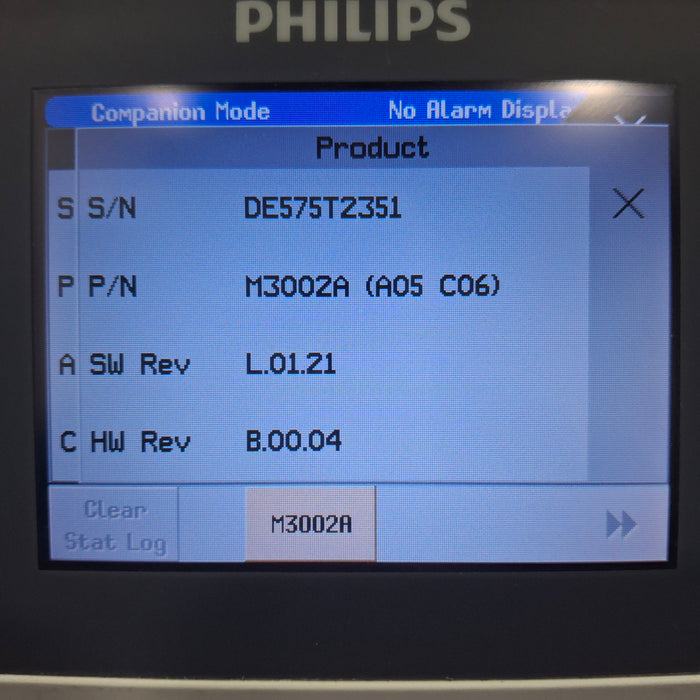 PHILIPS
Companion Mode No Alarm Displa
Product
S S/N DE575T2351
P P/N M3002A (A05 C06)
A SW Rev L.01.21
C HW Rev B.00.04
Clear
Stat Log
M3002A